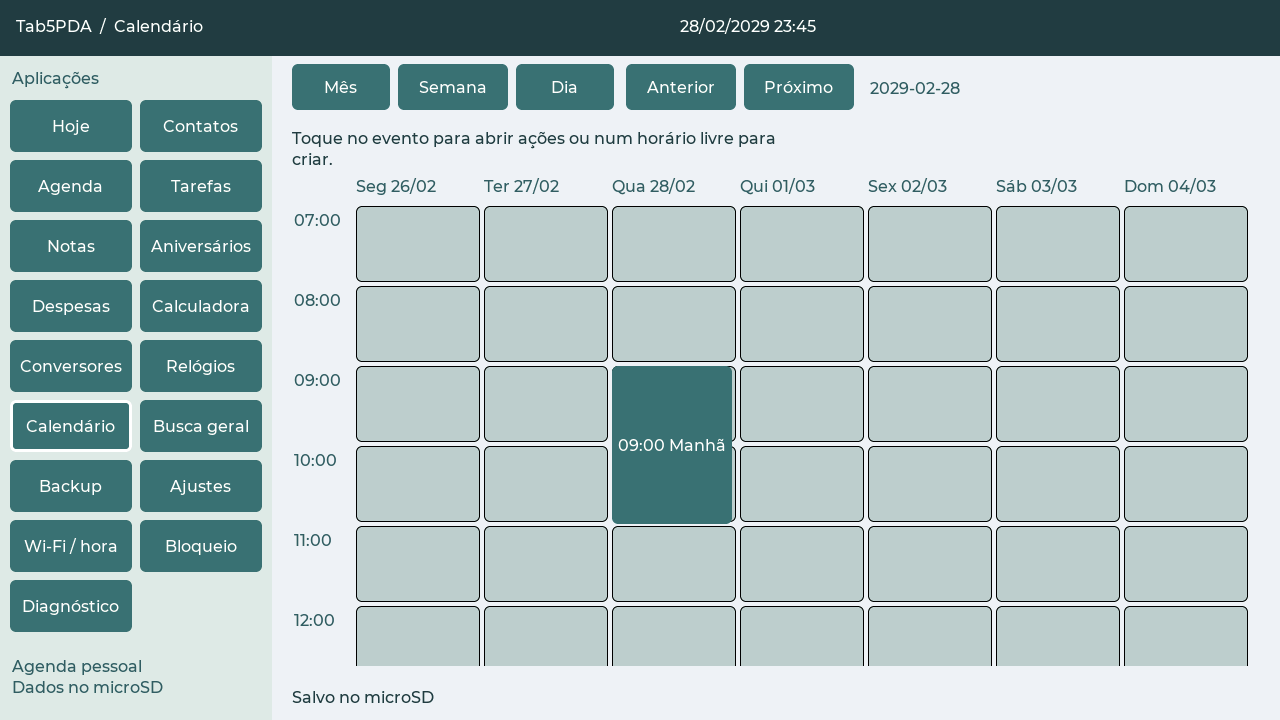 Tab5PDA / Calendário
28/02/2029 23:45
Aplicações
Hoje
Contatos
Agenda
Tarefas
Notas
Aniversários
Despesas
Calculadora
Conversores
Relógios
Calendário
Busca geral
Backup
Ajustes
Wi-Fi / hora
Bloqueio
Diagnóstico
Agenda pessoal
Dados no microSD
Mês
Semana
Dia
Anterior
Próximo
2029-02-28
Toque no evento para abrir ações ou num horário livre para
criar.
Seg 26/02
Ter 27/02
Qua 28/02
Qui 01/03
Sex 02/03
Sáb 03/03
Dom 04/03
07:00
08:00
09:00
09:00 Manhã
10:00
11:00
12:00
Salvo no microSD